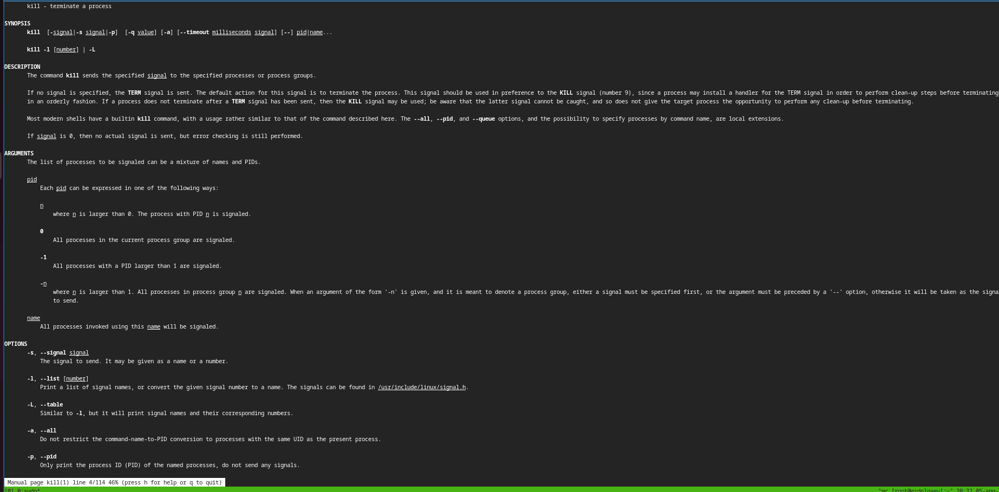 kill - terminate a process
SYNOPSIS
kill [-signal|-s signal|-p] [-q value] [-a] [--timeout milliseconds signal] [--] pid|name...
kill -l [number] | -L
DESCRIPTION
The command kill sends the specified signal to the specified processes or process groups.
If no signal is specified, the TERM signal is sent. The default action for this signal is to terminate the process. This signal should be used in preference to the KILL signal (number 9), since a process may install a handler for the TERM signal in order to perform clean-up steps before terminating
in an orderly fashion. If a process does not terminate after a TERM signal has been sent, then the KILL signal may be used; be aware that the latter signal cannot be caught, and so does not give the target process the opportunity to perform any clean-up before terminating.
Most modern shells have a builtin kill command, with a usage rather similar to that of the command described here. The --all, --pid, and --queue options, and the possibility to specify processes by command name, are local extensions.
If signal is 0, then no actual signal is sent, but error checking is still performed.
ARGUMENTS
The list of processes to be signaled can be a mixture of names and PIDs.
pid
Each pid can be expressed in one of the following ways:
n
where n is larger than 0. The process with PID n is signaled.
0
All processes in the current process group are signaled.
-1
All processes with a PID larger than 1 are signaled.
-n
where n is larger than 1. All processes in process group n are signaled. When an argument of the form '-n' is given, and it is meant to denote a process group, either a signal must be specified first, or the argument must be preceded by a '--' option, otherwise it will be taken as the signa
to send.
name
All processes invoked using this name will be signaled.
OPTIONS
-s, --signal signal
The signal to send. It may be given as a name or a number.
-l, --list [number]
Print a list of signal names, or convert the given signal number to a name. The signals can be found in /usr/include/linux/signal.h.
-L, --table
Similar to -l, but it will print signal names and their corresponding numbers.
-a, --all
Do not restrict the command-name-to-PID conversion to processes with the same UID as the present process.
-p, --pid
Only print the process ID (PID) of the named processes, do not send any signals.
Manual page kill(1) line 4/114 46% (press h for help or q to quit)
[0] 0:sudo* "mc [root@esdolgaev]:~" 20:32 05-апр-